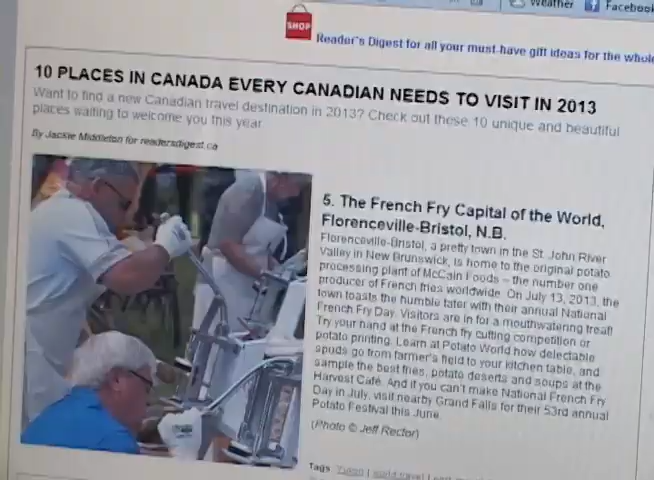 Weather Facebook
SHOP
Reader's Digest for all your must-have gift ideas for the whole
10 PLACES IN CANADA EVERY CANADIAN NEEDS TO VISIT IN 2013
Want to find a new Canadian travel destination in 2013? Check out these 10 unique and beautiful
places waiting to welcome you this year.
By Jackie Middleton for readersdigest.ca
5. The French Fry Capital of the World,
Florenceville-Bristol, N.B.
Florenceville-Bristol, a pretty town in the St. John River
Valley in New Brunswick, is home to the original potato
processing plant of McCain Foods – the number one
producer of French fries worldwide. On July 13, 2013, the
town toasts the humble tater with their annual National
French Fry Day. Visitors are in for a mouthwatering treat!
Try your hand at the French fry cutting competition or
potato printing. Learn at Potato World how delectable
spuds go from farmer's field to your kitchen table, and
sample the best fries, potato deserts and soups at the
Harvest Café. And if you can't make National French Fry
Day in July, visit nearby Grand Falls for their 53rd annual
Potato Festival this June.
(Photo © Jeff Rector)
Tags: Yukon | world travel |